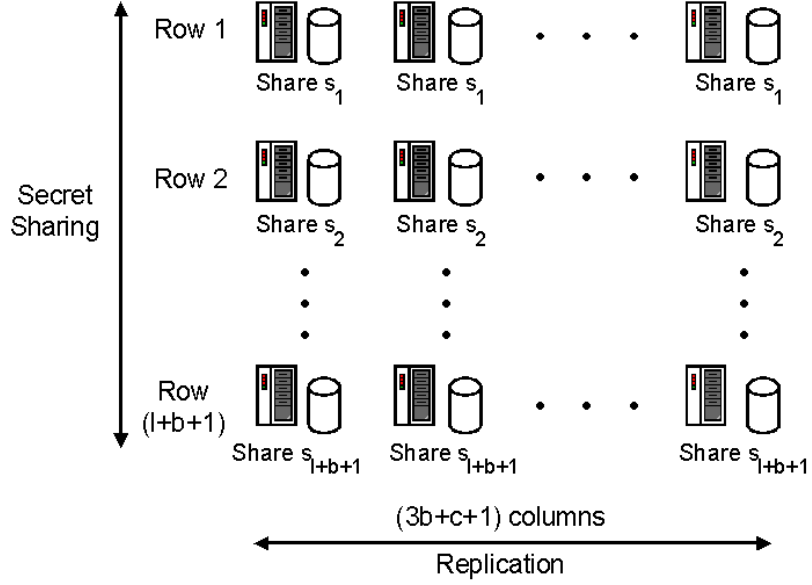 Row 1
Share s1
Share s1
Share s1
Row 2
Share s2
Share s2
Share s2
Secret
Sharing
Row
(l+b+1)
Share sl+b+1
Share sl+b+1
Share sl+b+1
(3b+c+1) columns
Replication